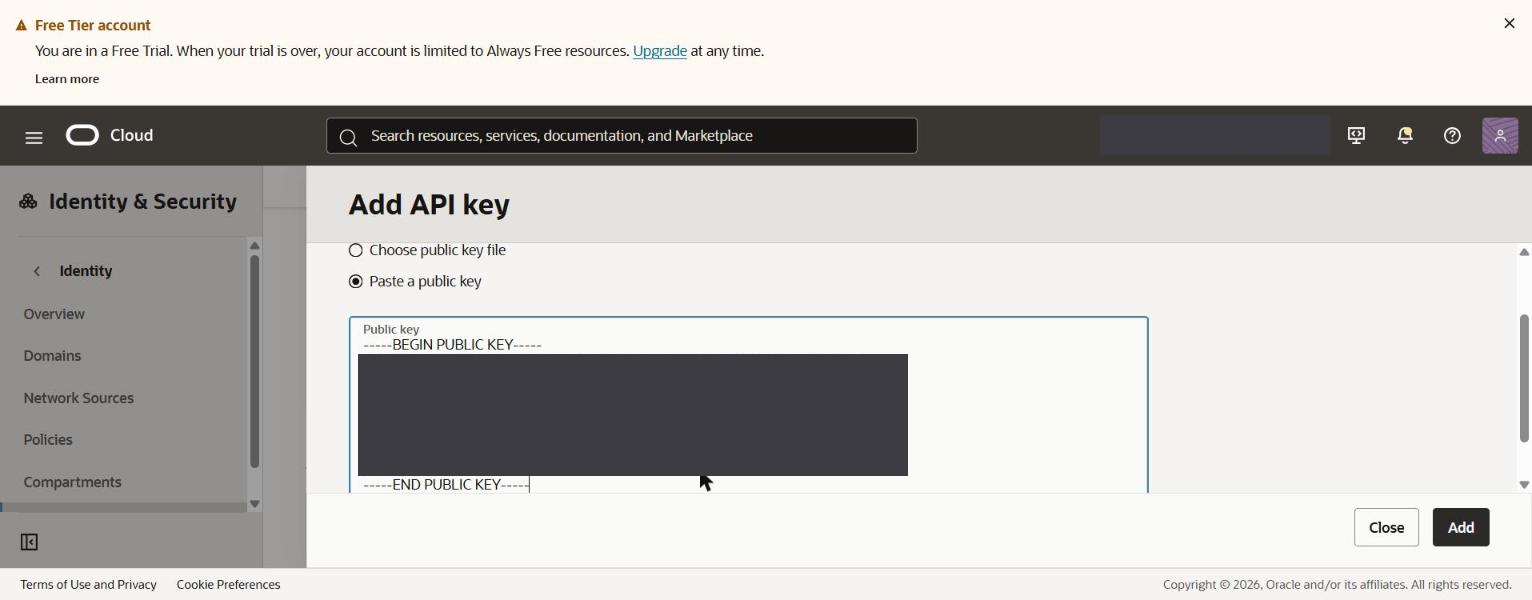 Free Tier account
You are in a Free Trial. When your trial is over, your account is limited to Always Free resources. Upgrade at any time.
Learn more
Cloud
Search resources, services, documentation, and Marketplace
Identity & Security
Add API key
Choose public key file
Identity
Paste a public key
Overview
Public key
-----BEGIN PUBLIC KEY-----
Domains
Network Sources
Policies
Compartments
-----END PUBLIC KEY-----
Close
Add
Terms of Use and Privacy
Cookie Preferences
Copyright © 2026, Oracle and/or its affiliates. All rights reserved.